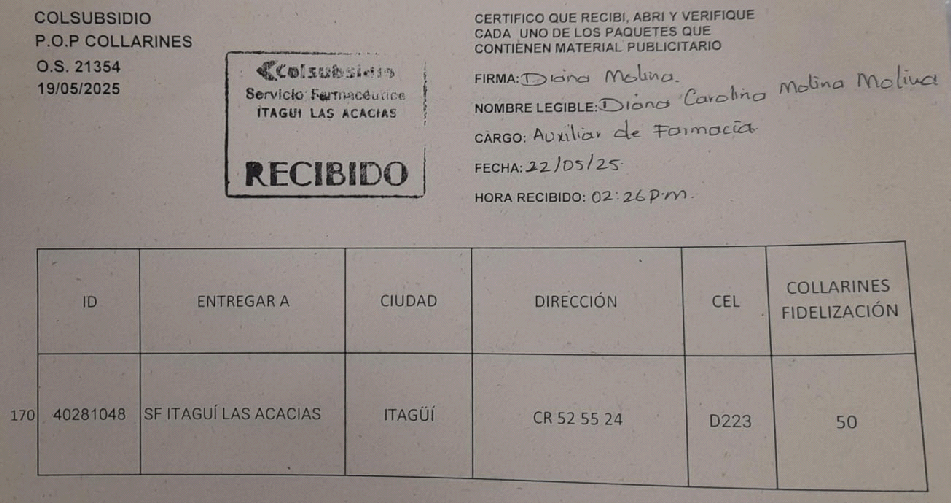 COLSUBSIDIO
P.O.P COLLARINES
O.S. 21354
19/05/2025
Colsubsidio
Servicio Farmacéutico
ITAGUI LAS ACACIAS
RECIBIDO
CERTIFICO QUE RECIBI, ABRI Y VERIFIQUE
CADA UNO DE LOS PAQUETES QUE
CONTIENEN MATERIAL PUBLICITARIO
FIRMA: Diana Molina.
NOMBRE LEGIBLE: Diana Carolina Molina Molina
CARGO: Auxiliar de Farmacia
FECHA: 22/05/25
HORA RECIBIDO: 02:26 p.m.
ID ENTREGAR A CIUDAD DIRECCIÓN CEL COLLARINES FIDELIZACIÓN
170 40281048 SF ITAGUÍ LAS ACACIAS ITAGÜÍ CR 52 55 24 D223 50